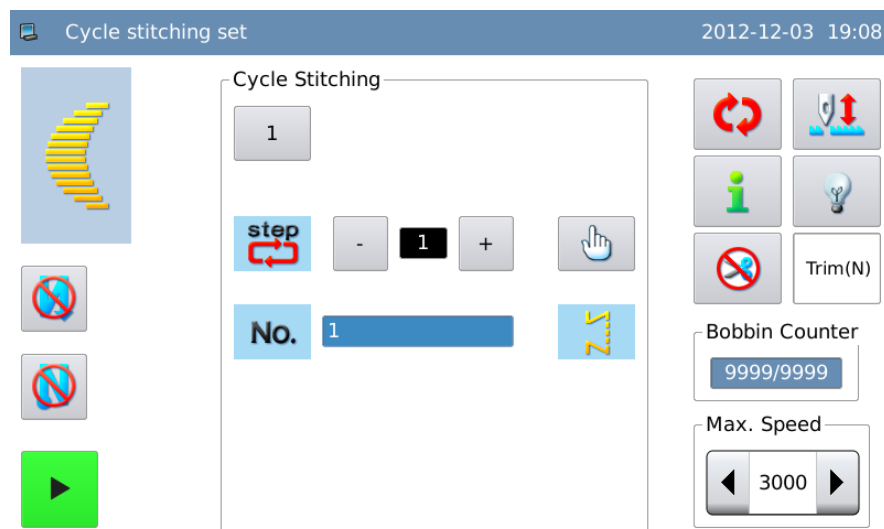 Cycle stitching set
2012-12-03 19:08
Cycle Stitching
1
step
- 1 +
No.
1
Trim(N)
Bobbin Counter
9999/9999
Max. Speed
3000